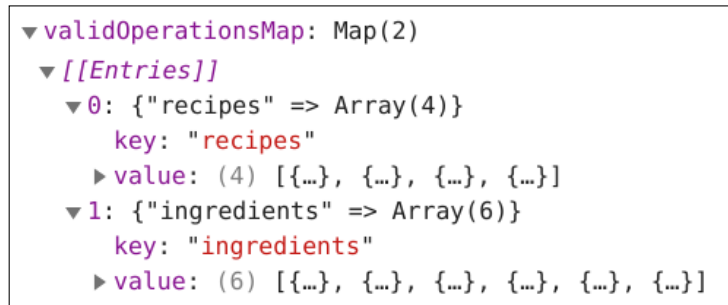 ▼validOperationsMap: Map(2)
▼[[Entries]]
▼0: {"recipes" => Array(4)}
key: "recipes"
▶value: (4) [{…}, {…}, {…}, {…}]
▼1: {"ingredients" => Array(6)}
key: "ingredients"
▶value: (6) [{…}, {…}, {…}, {…}, {…}, {…}]